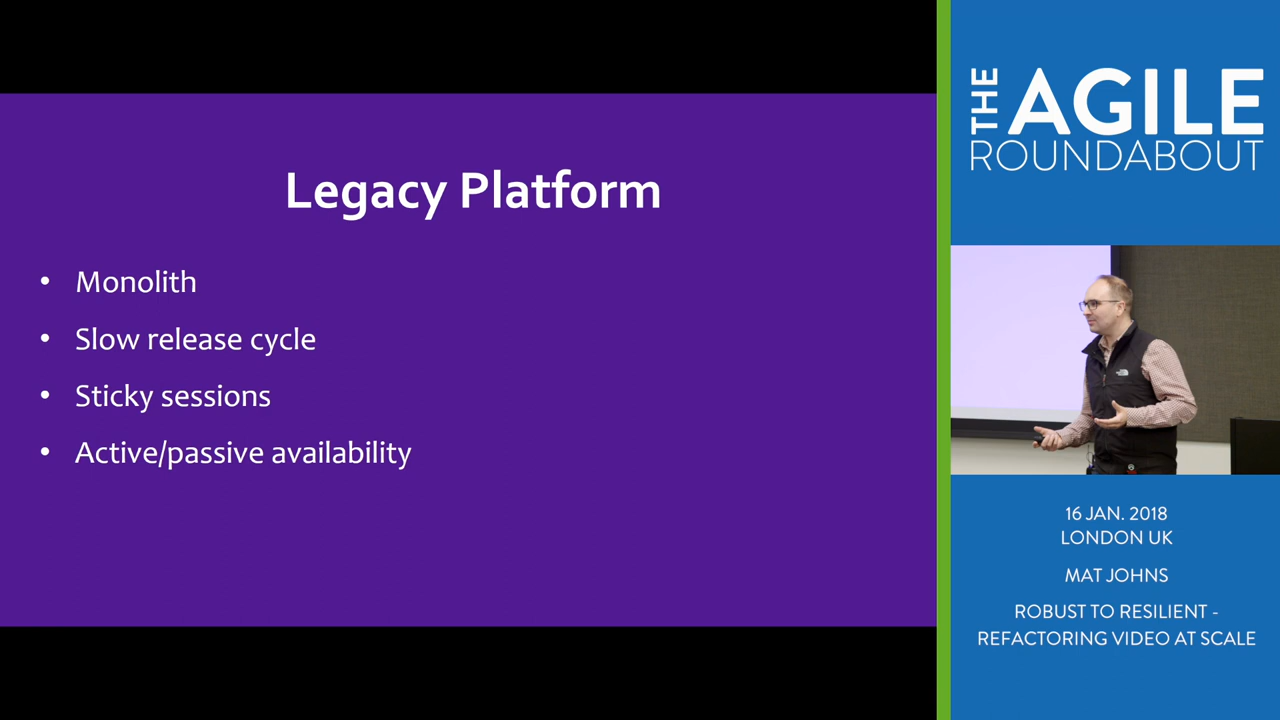 Legacy Platform
• Monolith
• Slow release cycle
• Sticky sessions
• Active/passive availability
THE AGILE
ROUNDABOUT
16 JAN. 2018
LONDON UK
MAT JOHNS
ROBUST TO RESILIENT -
REFACTORING VIDEO AT SCALE